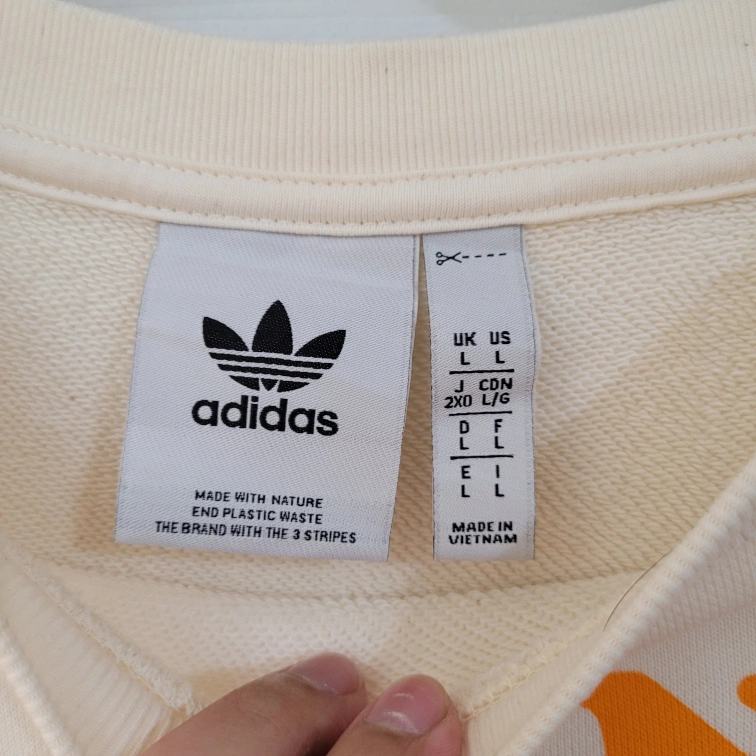 adidas
MADE WITH NATURE
END PLASTIC WASTE
THE BRAND WITH THE 3 STRIPES
UK US
L L
J CDN
2XO L/G
D F
L L
E I
L L
MADE IN
VIETNAM